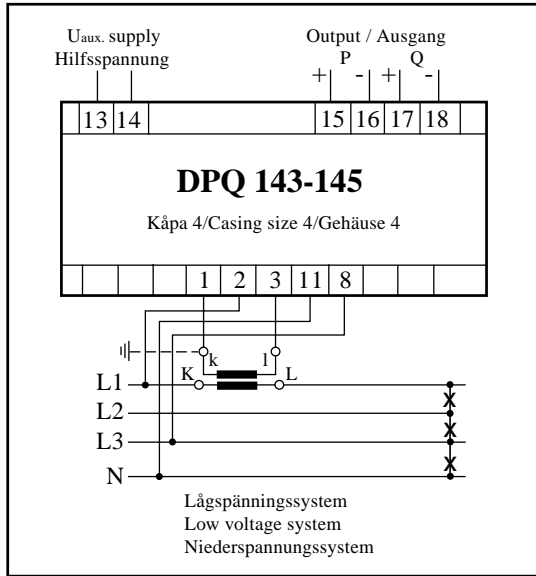 Uaux. supply
Hilfsspannung
Output / Ausgang
P Q
+ - + -
13 14 15 16 17 18
DPQ 143-145
Kåpa 4/Casing size 4/Gehäuse 4
1 2 3 11 8
k l
K L
L1
L2
L3
N
Lågspänningssystem
Low voltage system
Niederspannungssystem